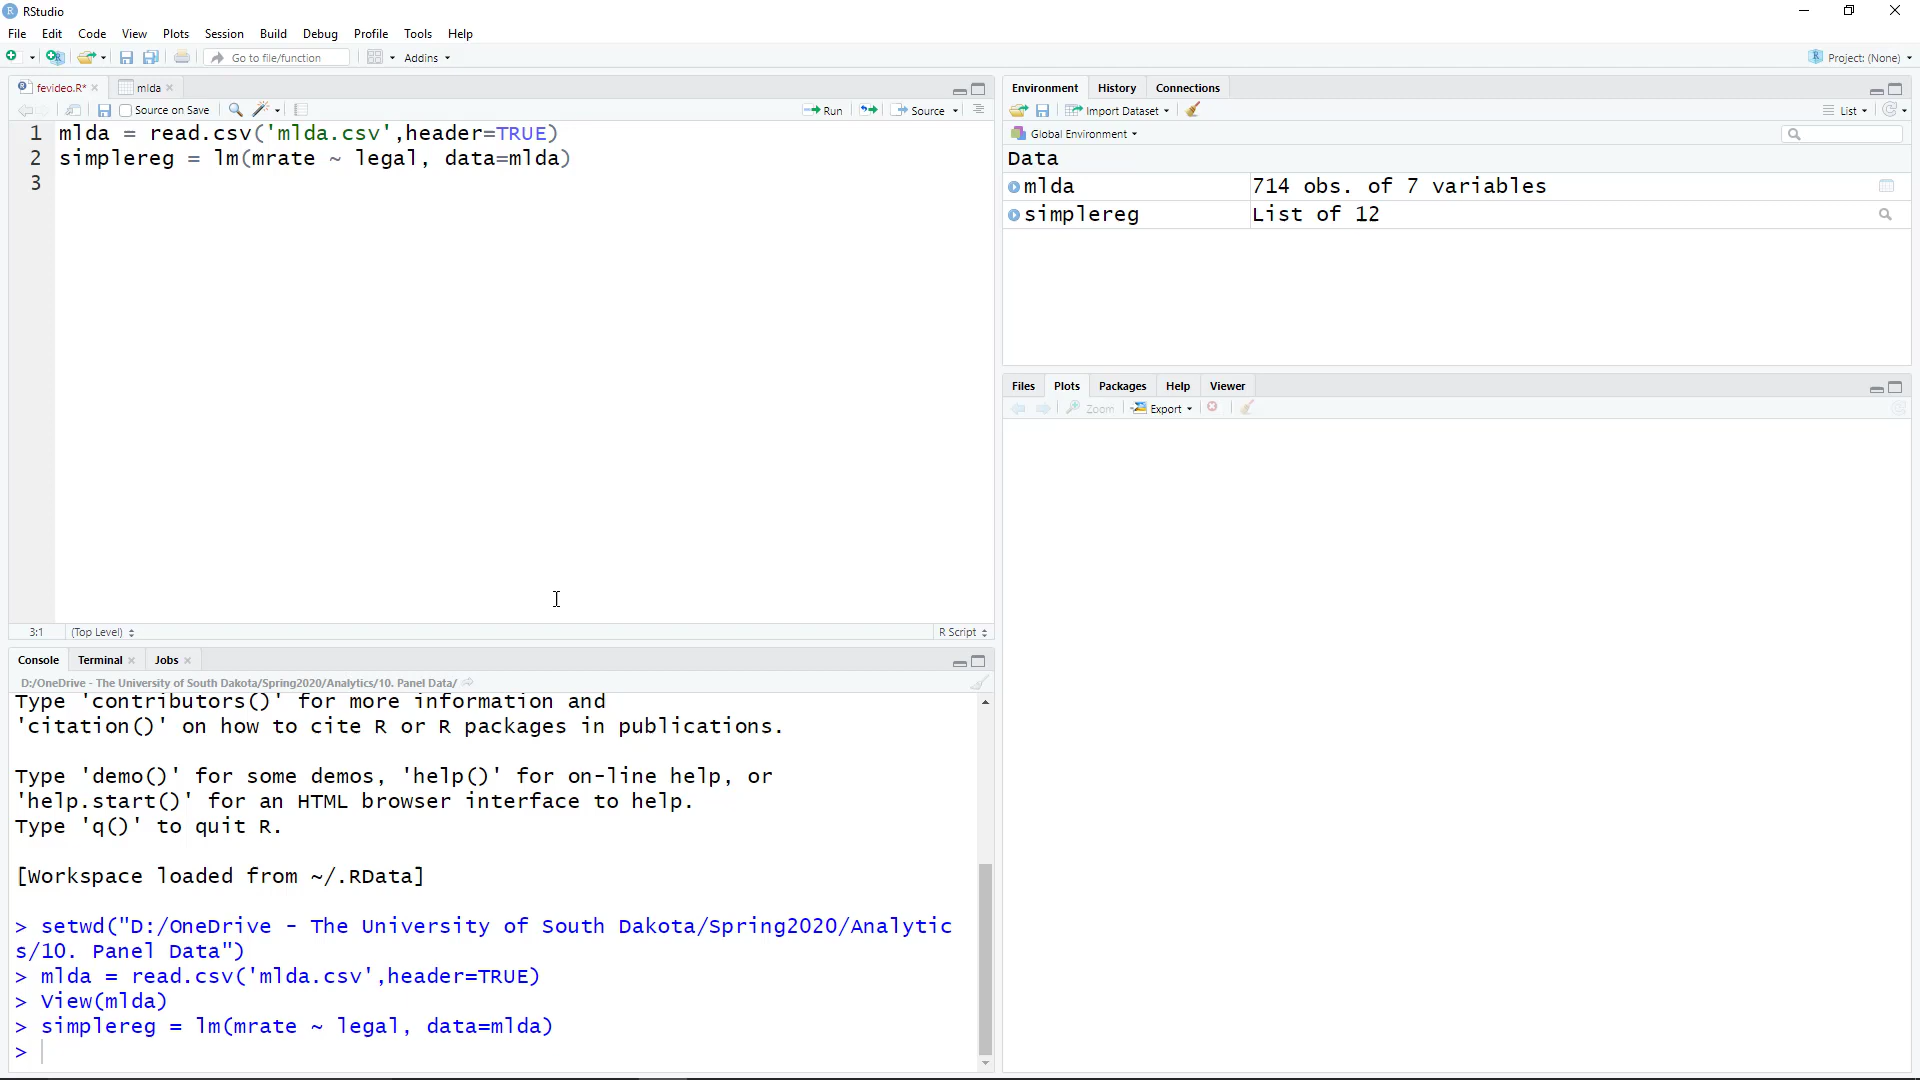 RStudio
File Edit Code View Plots Session Build Debug Profile Tools Help
Go to file/function Addins Project: (None)
fevideo.R* mlda
Source on Save Run Source
1 mlda = read.csv('mlda.csv',header=TRUE)
2 simplereg = lm(mrate ~ legal, data=mlda)
3
3:1 (Top Level) R Script
Console Terminal Jobs
D:/OneDrive - The University of South Dakota/Spring2020/Analytics/10. Panel Data/
Type 'contributors()' for more information and
'citation()' on how to cite R or R packages in publications.
Type 'demo()' for some demos, 'help()' for on-line help, or
'help.start()' for an HTML browser interface to help.
Type 'q()' to quit R.
[Workspace loaded from ~/.RData]
> setwd("D:/OneDrive - The University of South Dakota/Spring2020/Analytic
s/10. Panel Data")
> mlda = read.csv('mlda.csv',header=TRUE)
> View(mlda)
> simplereg = lm(mrate ~ legal, data=mlda)
>
Environment History Connections
Import Dataset List
Global Environment
Data
mlda 714 obs. of 7 variables
simplereg List of 12
Files Plots Packages Help Viewer
Zoom Export